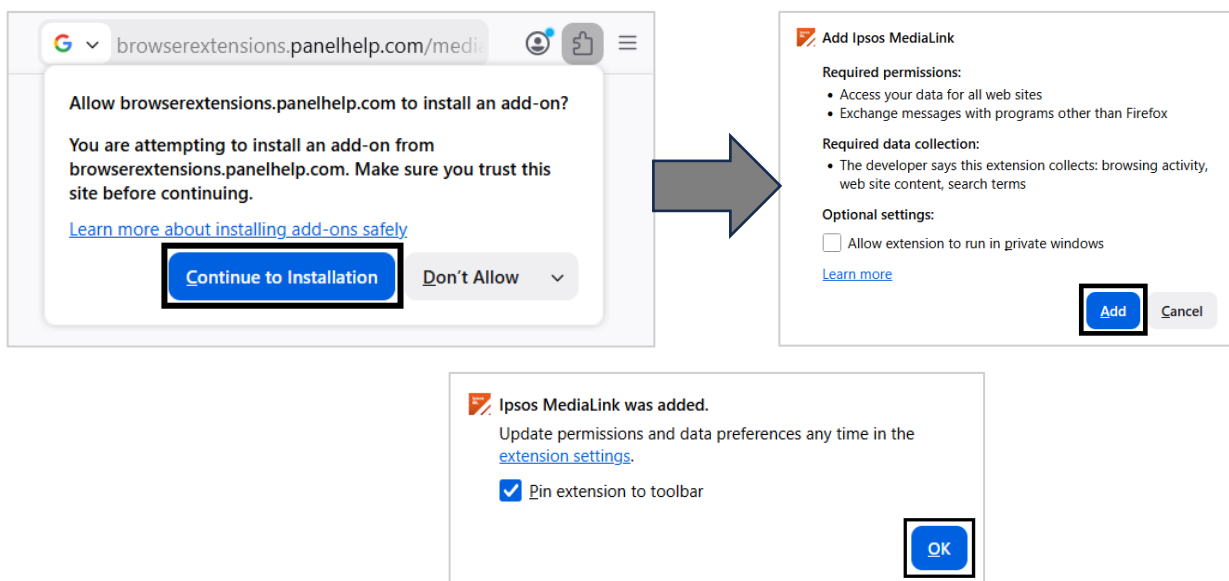 browserextensions.panelhelp.com/media
Allow browserextensions.panelhelp.com to install an add-on?
You are attempting to install an add-on from
browserextensions.panelhelp.com. Make sure you trust this
site before continuing.
Learn more about installing add-ons safely
Continue to Installation
Don't Allow
Add Ipsos MediaLink
Required permissions:
• Access your data for all web sites
• Exchange messages with programs other than Firefox
Required data collection:
• The developer says this extension collects: browsing activity,
web site content, search terms
Optional settings:
Allow extension to run in private windows
Learn more
Add
Cancel
Ipsos MediaLink was added.
Update permissions and data preferences any time in the
extension settings.
Pin extension to toolbar
OK